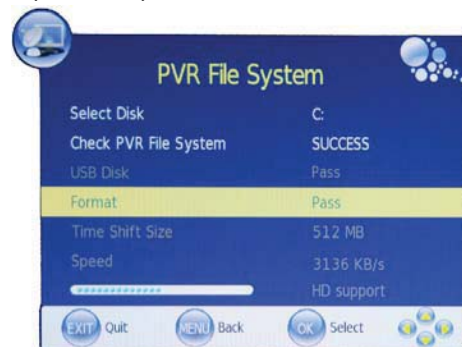 PVR File System
Select Disk C:
Check PVR File System SUCCESS
USB Disk Pass
Format Pass
Time Shift Size 512 MB
Speed 3136 KB/s
HD support
EXIT Quit MENU Back OK Select